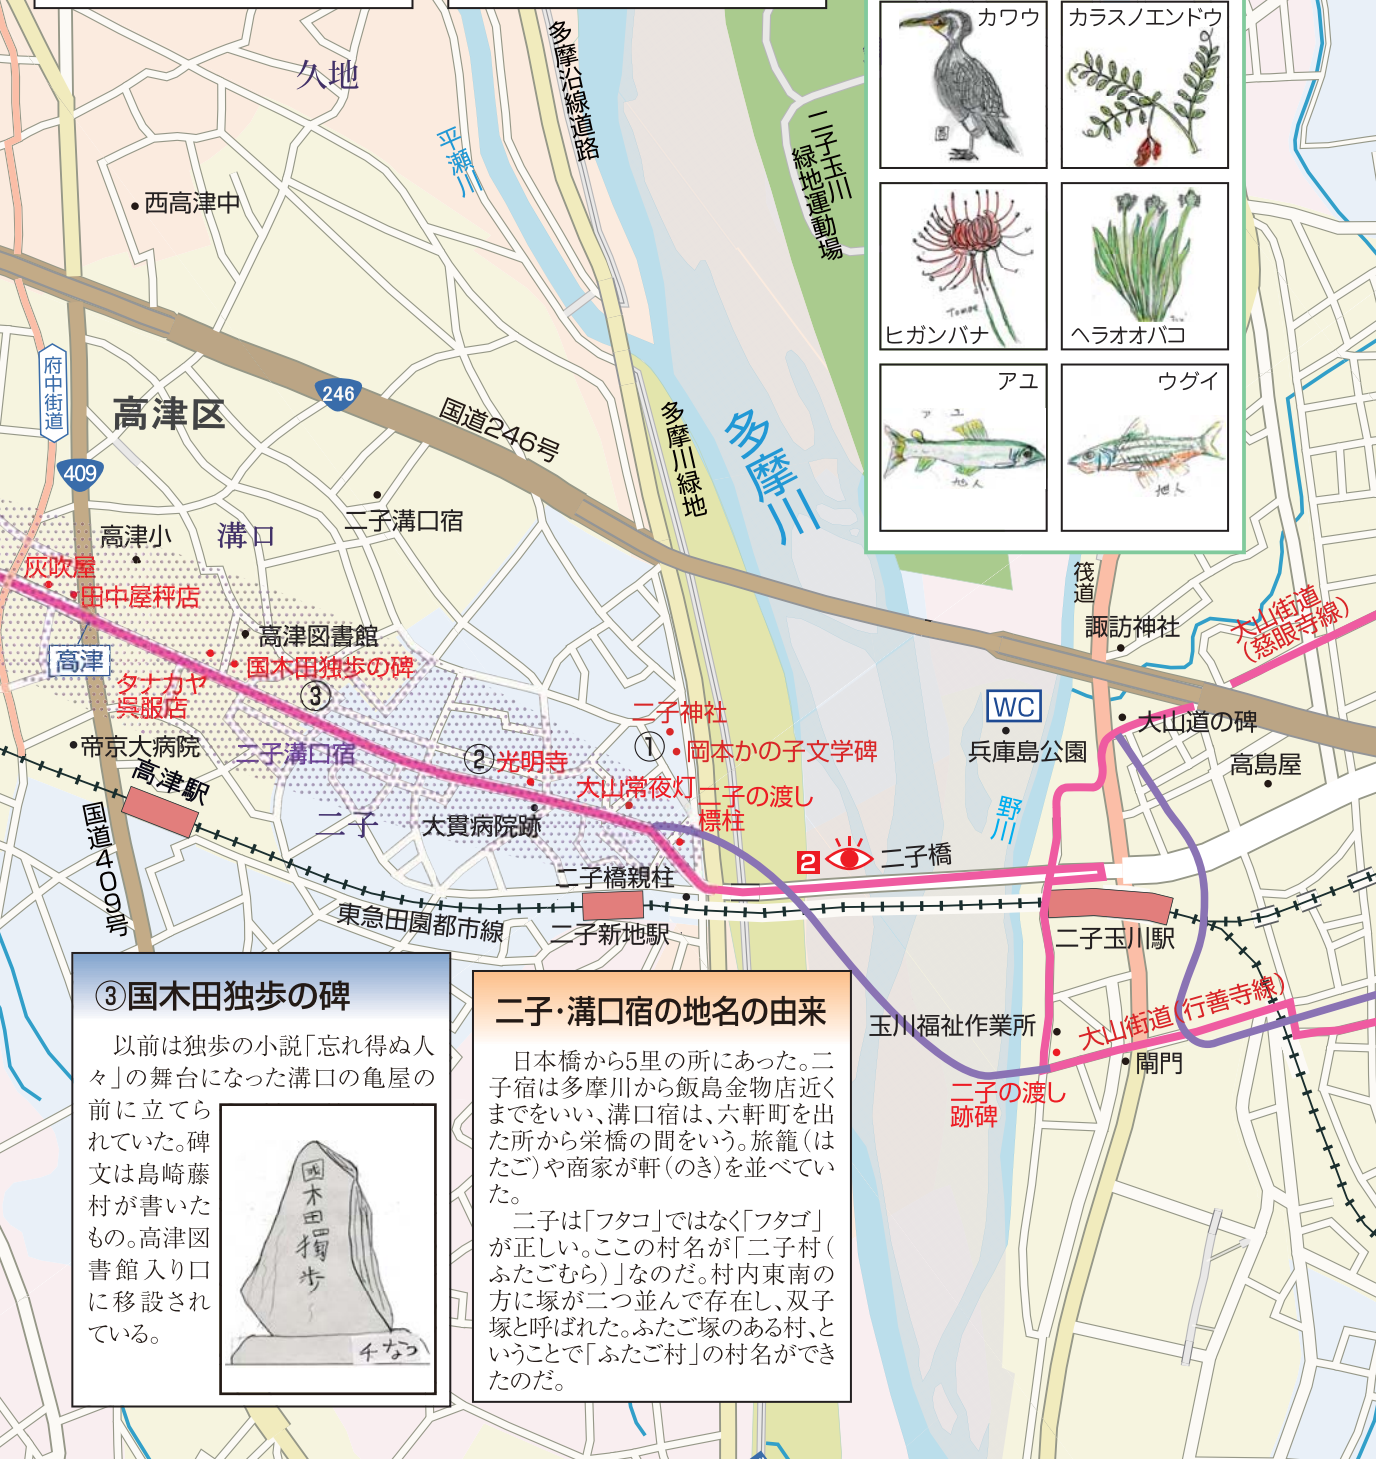 カワウ
カラスノエンドウ
ヒガンバナ
Tomoe
ヘラオオバコ
アユ
アユ
ウグイ
久地
多摩沿線道路
平瀬川
二子玉川
緑地運動場
西高津中
府中街道
高津区
246
国道246号
409
多摩川緑地
多摩川
高津小
溝口
二子溝口宿
灰吹屋
田中屋秤店
高津
高津図書館
国木田独歩の碑
③
タナカヤ
呉服店
帝京大病院
高津駅
国道409号
二子溝口宿
二子
②
光明寺
大貫病院跡
二子神社
①
岡本かの子文学碑
大山常夜灯
二子の渡し
標柱
二子橋親柱
二子新地駅
東急田園都市線
2
二子橋
筏道
諏訪神社
大山街道
(慈眼寺線)
WC
兵庫島公園
大山道の碑
高島屋
野川
二子玉川駅
玉川福祉作業所
大山街道(行善寺線)
二子の渡し
跡碑
閘門
③国木田独歩の碑
以前は独歩の小説「忘れ得ぬ人
々」の舞台になった溝口の亀屋の
前に立てら
れていた。碑
文は島崎藤
村が書いた
もの。高津図
書館入り口
に移設され
ている。
國木田獨歩
チなつ
二子・溝口宿の地名の由来
日本橋から5里の所にあった。二
子宿は多摩川から飯島金物店近く
までをいい、溝口宿は、六軒町を出
た所から栄橋の間をいう。旅籠(は
たご)や商家が軒(のき)を並べてい
た。
二子は「フタコ」ではなく「フタゴ」
が正しい。ここの村名が「二子村(
ふたごむら)」なのだ。村内東南の
方に塚が二つ並んで存在し、双子
塚と呼ばれた。ふたご塚のある村、と
いうことで「ふたご村」の村名ができ
たのだ。